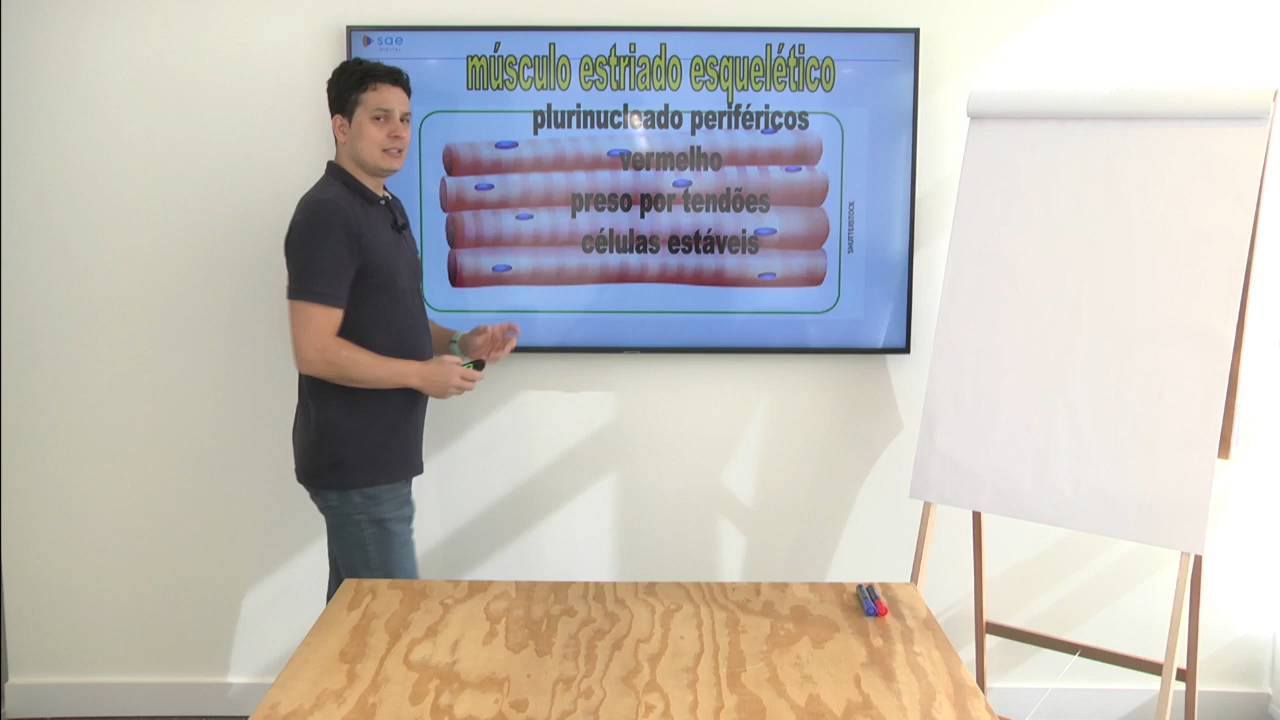 sae
DIGITAL
músculo estriado esquelético
plurinucleado periféricos
vermelho
preso por tendões
células estáveis
SHUTTERSTOCK